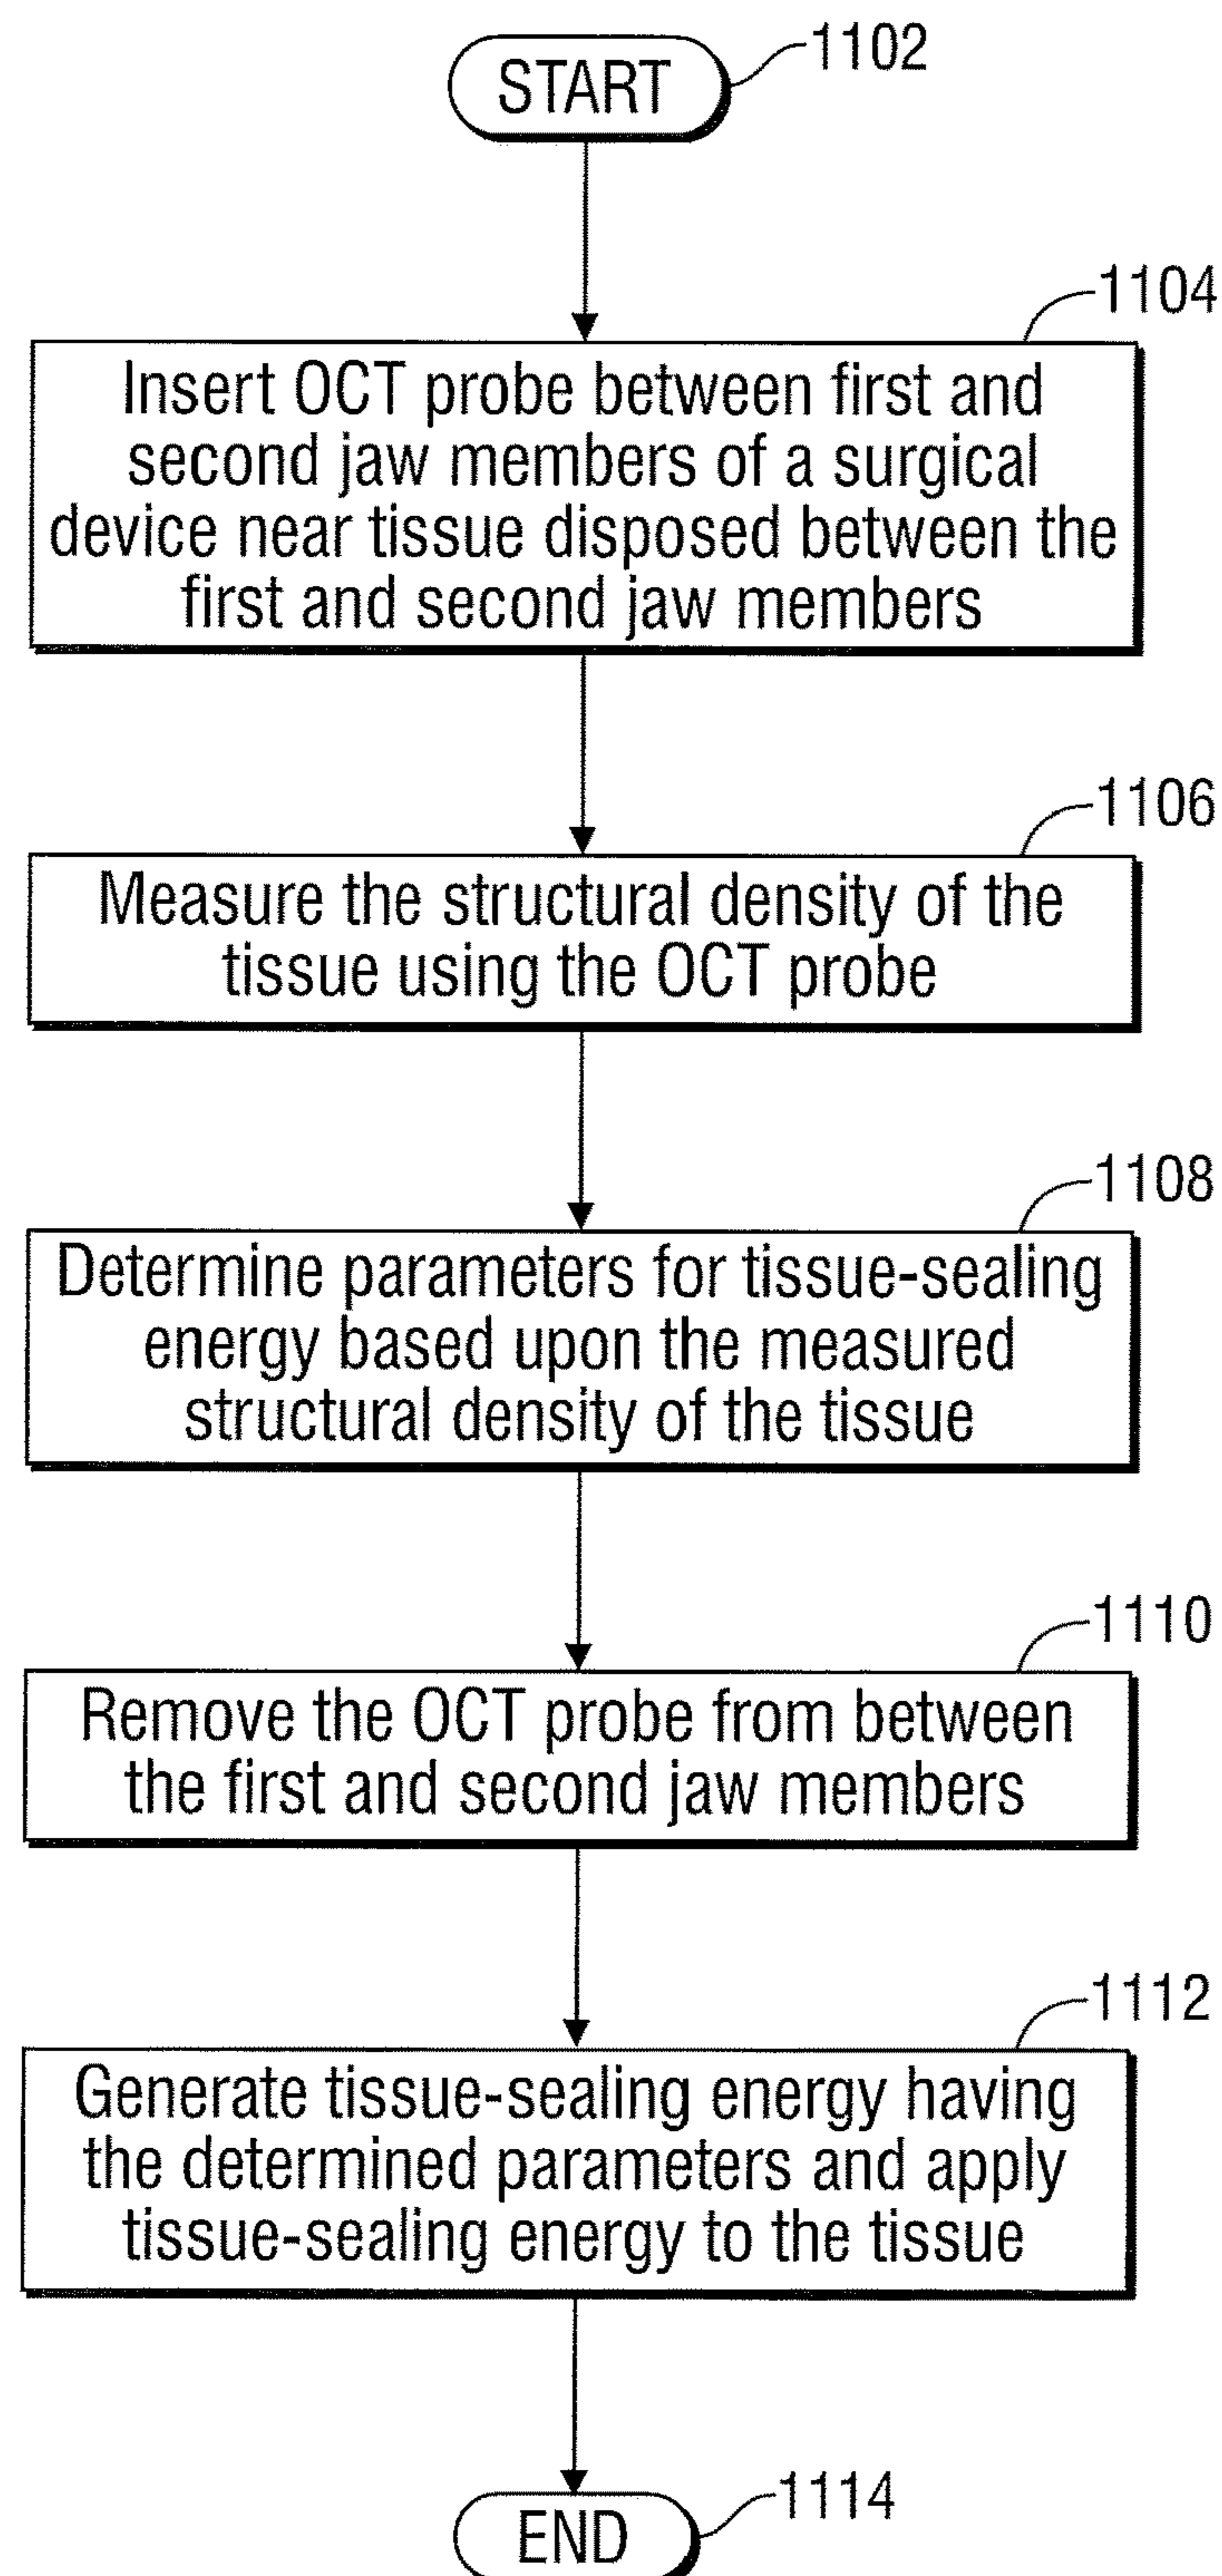 1102
START
1104
Insert OCT probe between first and
second jaw members of a surgical
device near tissue disposed between the
first and second jaw members
1106
Measure the structural density of the
tissue using the OCT probe
1108
Determine parameters for tissue-sealing
energy based upon the measured
structural density of the tissue
1110
Remove the OCT probe from between
the first and second jaw members
1112
Generate tissue-sealing energy having
the determined parameters and apply
tissue-sealing energy to the tissue
1114
END